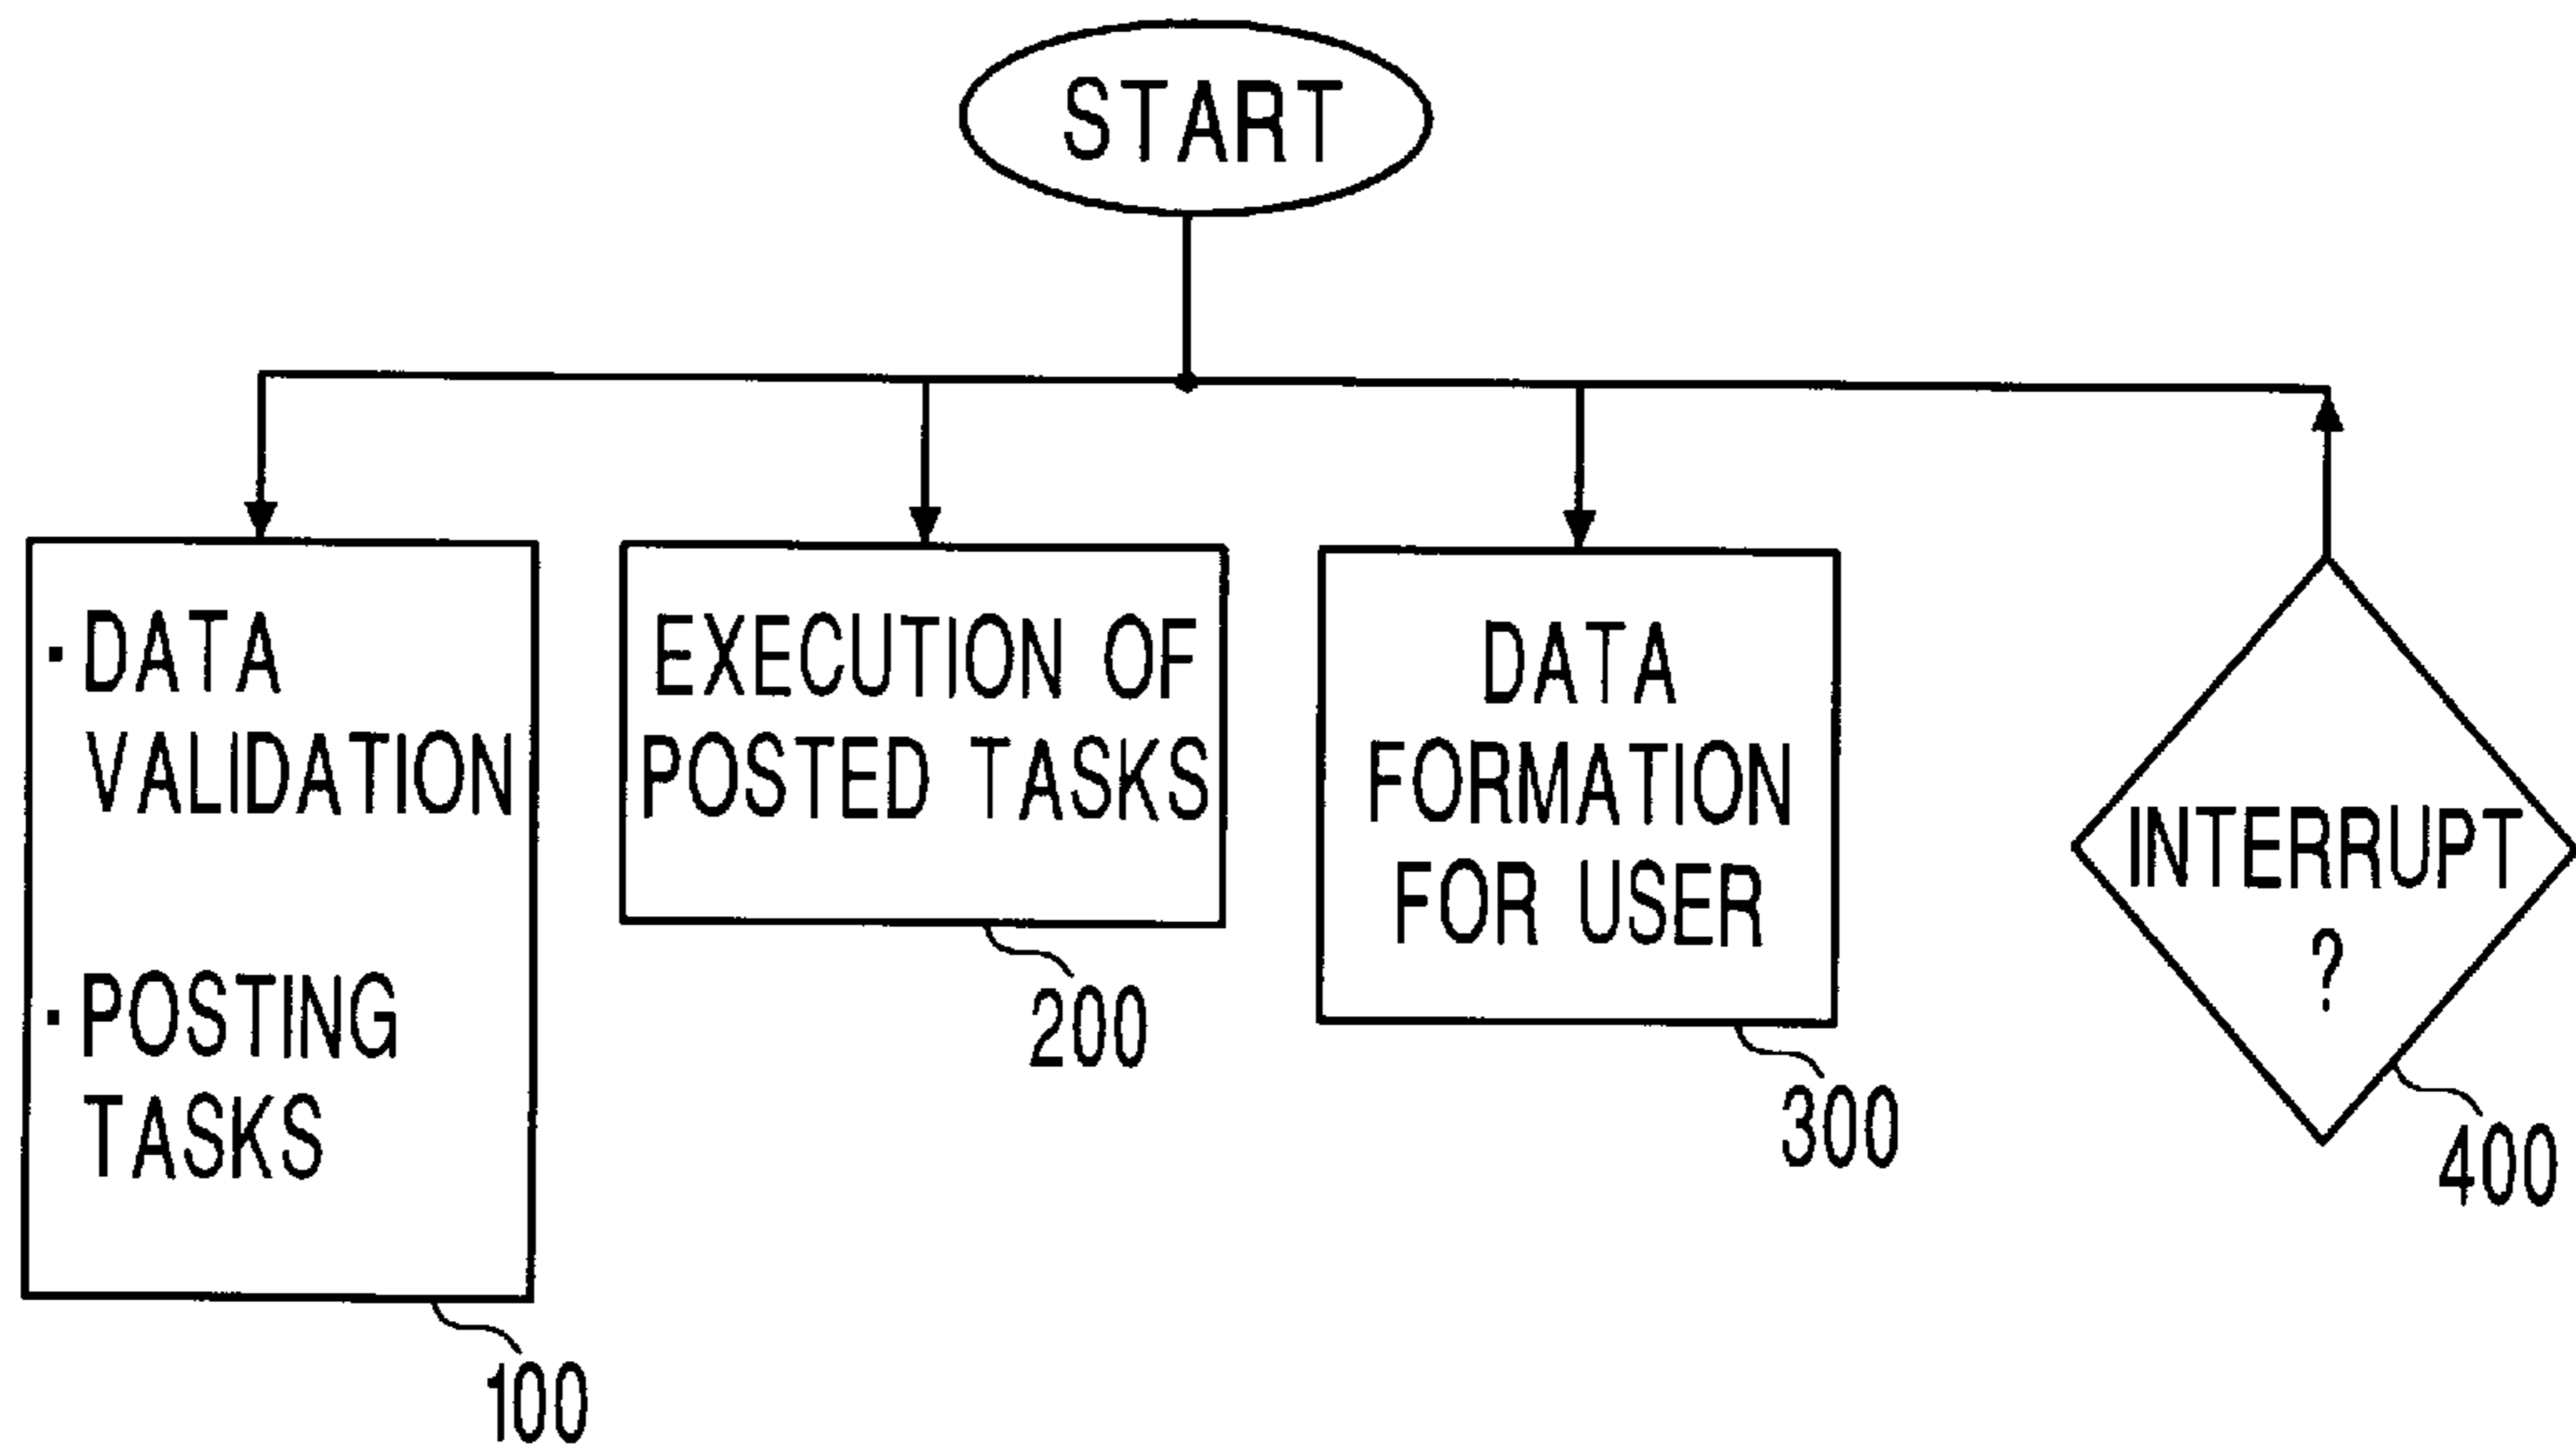 START
· DATA
VALIDATION
· POSTING
TASKS
100
EXECUTION OF
POSTED TASKS
200
DATA
FORMATION
FOR USER
300
INTERRUPT
?
400